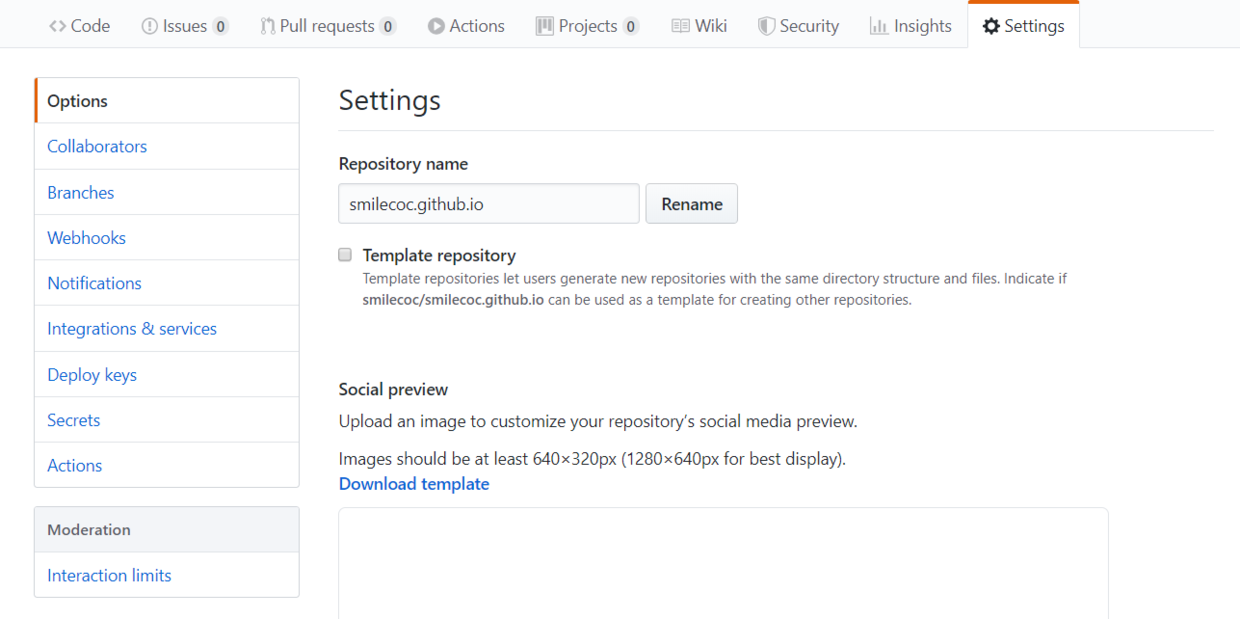 Code Issues 0 Pull requests 0 Actions Projects 0 Wiki Security Insights Settings
Options
Collaborators
Branches
Webhooks
Notifications
Integrations & services
Deploy keys
Secrets
Actions
Moderation
Interaction limits
Settings
Repository name
smilecoc.github.io Rename
Template repository
Template repositories let users generate new repositories with the same directory structure and files. Indicate if
smilecoc/smilecoc.github.io can be used as a template for creating other repositories.
Social preview
Upload an image to customize your repository’s social media preview.
Images should be at least 640×320px (1280×640px for best display).
Download template